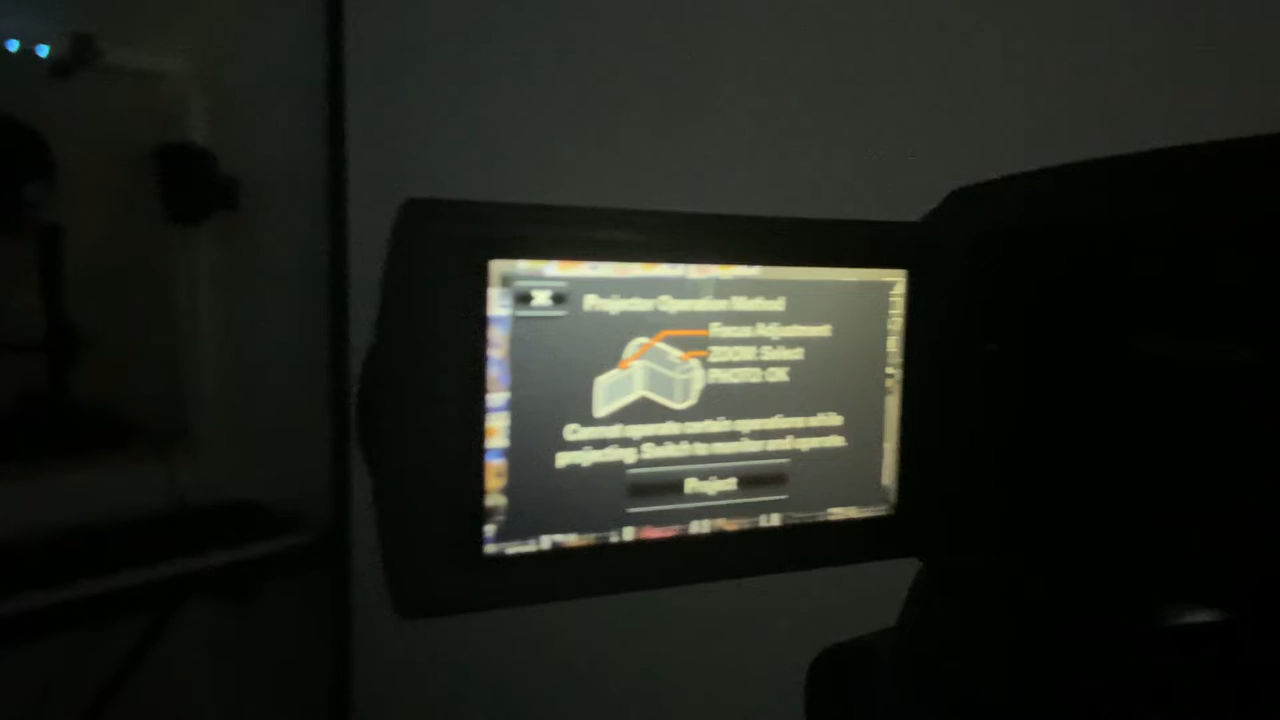 X
Projector Operation Method
Focus Adjustment
ZOOM: Select
PHOTO: OK
Cannot operate certain operations while
projecting. Switch to monitor and operate.
Project